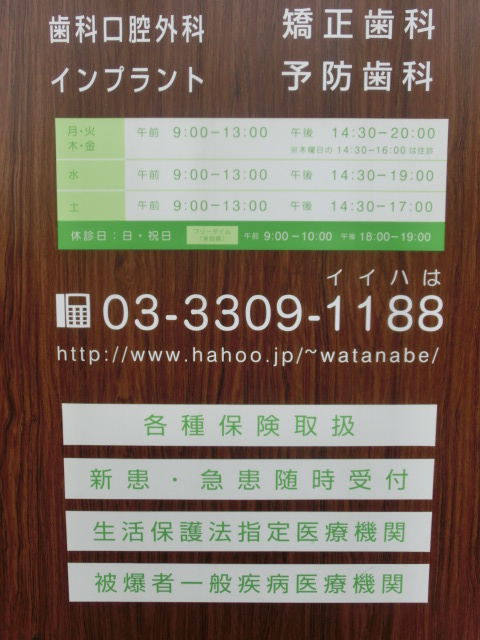 歯科口腔外科 矯正歯科
インプラント 予防歯科
月・火 午前 9:00-13:00 午後 14:30-20:00
木・金 ※木曜日の 14:30-16:00は往診
水 午前 9:00-13:00 午後 14:30-19:00
土 午前 9:00-13:00 午後 14:30-17:00
休診日：日・祝日 フリーダイム 午前 9:00-10:00 午後 18:00-19:00
イイハは
03-3309-1188
http://www.hahoo.jp/~watanabe/
各種保険取扱
新患・急患随時受付
生活保護法指定医療機関
被爆者一般疾病医療機関